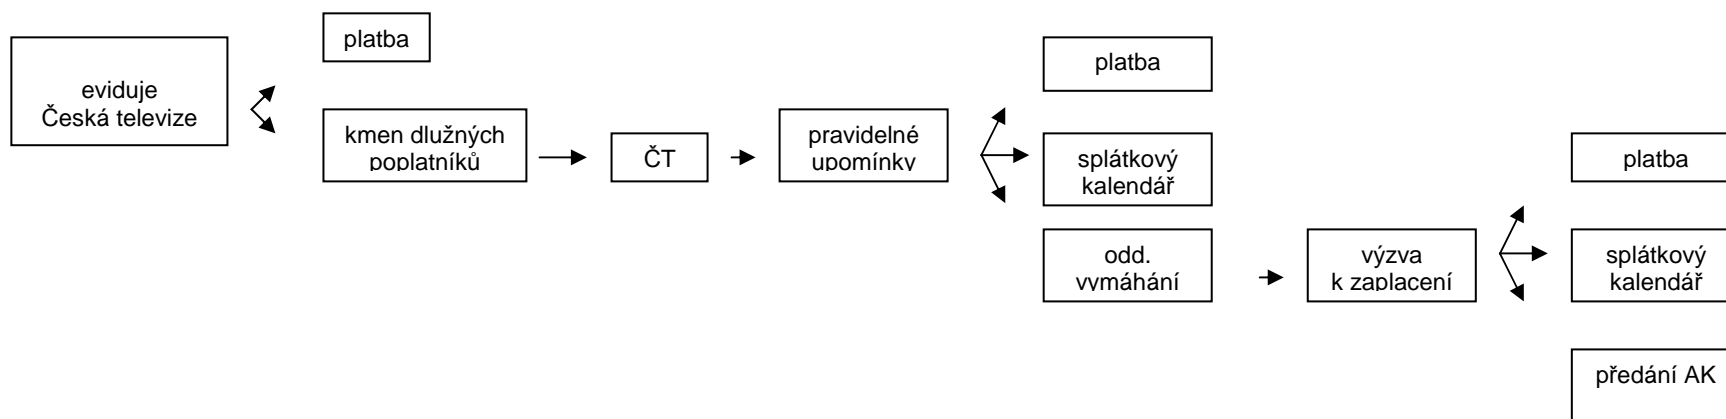 eviduje
Česká televize
platba
kmen dlužných
poplatníků
ČT
pravidelné
upomínky
platba
splátkový
kalendář
odd.
vymáhání
výzva
k zaplacení
platba
splátkový
kalendář
předání AK